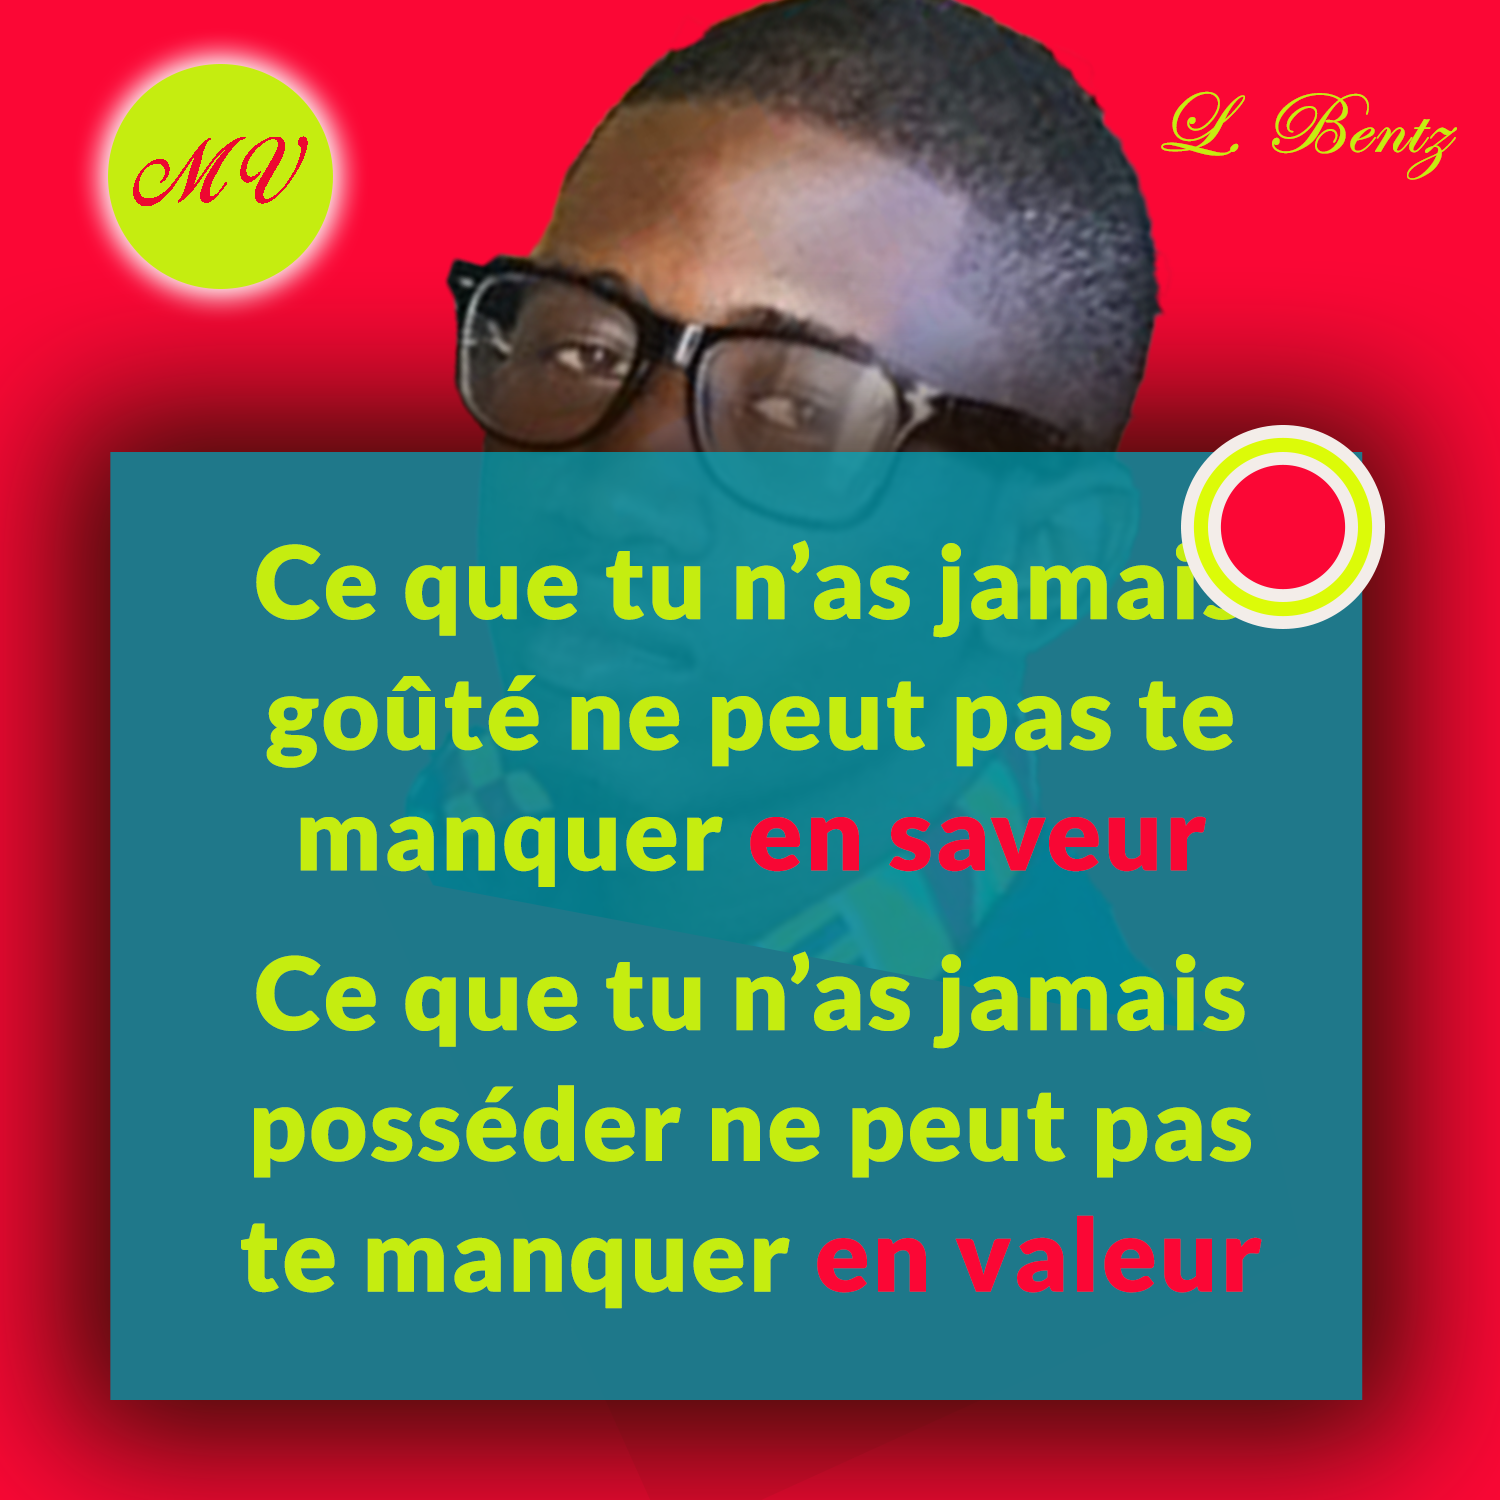 MV
L Bentz
Ce que tu n’as jamais
goûté ne peut pas te
manquer en saveur
Ce que tu n’as jamais
posséder ne peut pas
te manquer en valeur